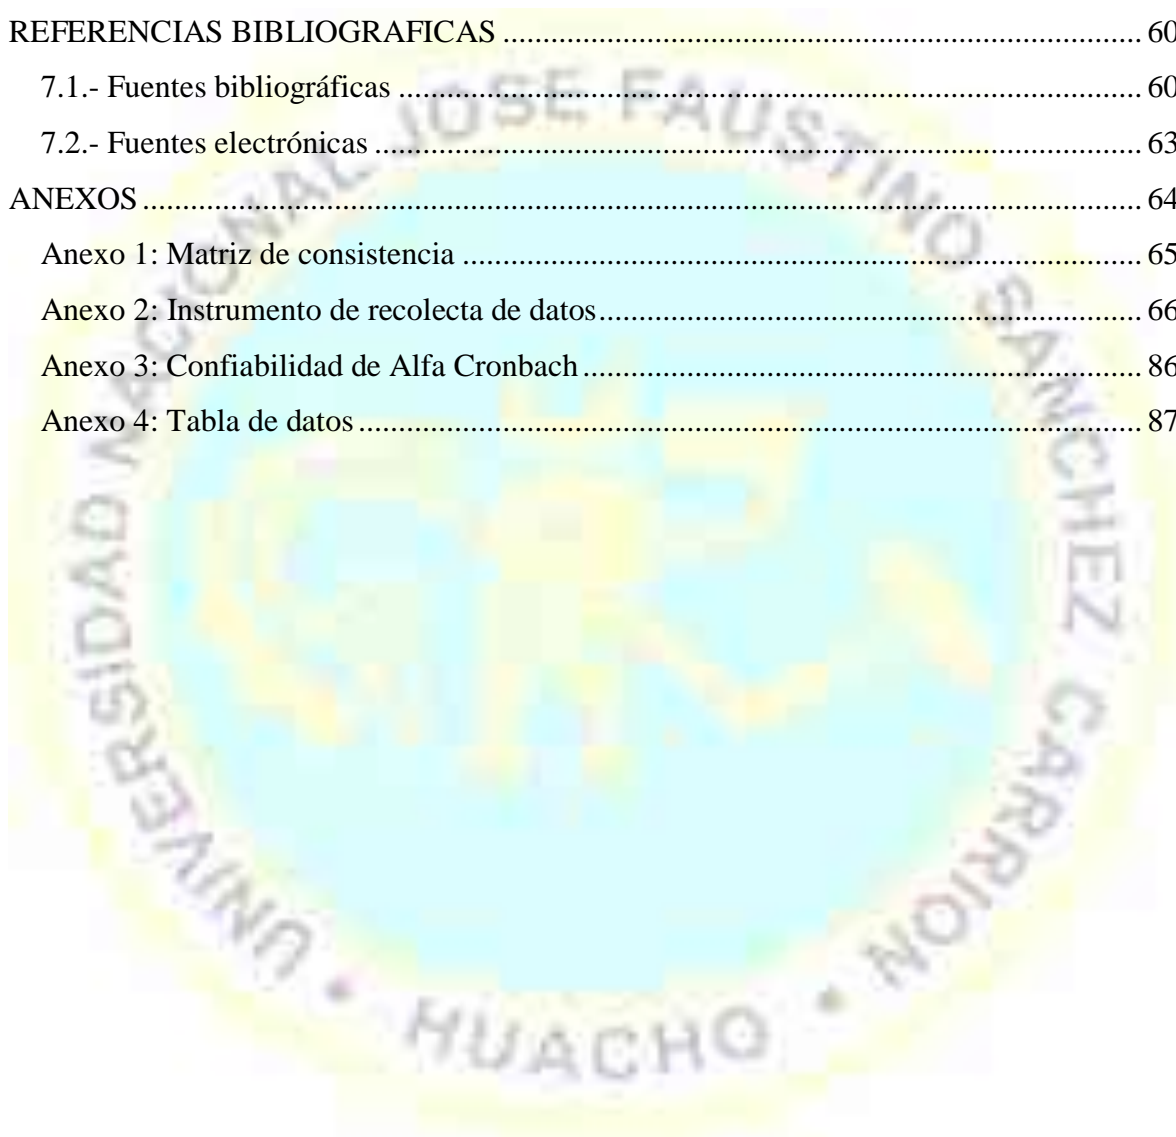 REFERENCIAS BIBLIOGRAFICAS ................................................................................ 60
7.1.- Fuentes bibliográficas ............................................................................................. 60
7.2.- Fuentes electrónicas ............................................................................................... 63
ANEXOS ............................................................................................................................ 64
Anexo 1: Matriz de consistencia .................................................................................... 65
Anexo 2: Instrumento de recolecta de datos ................................................................... 66
Anexo 3: Confiabilidad de Alfa Cronbach ..................................................................... 86
Anexo 4: Tabla de datos ................................................................................................. 87
UNIVERSIDAD NACIONAL JOSE FAUSTINO SANCHEZ CARRION • HUACHO •